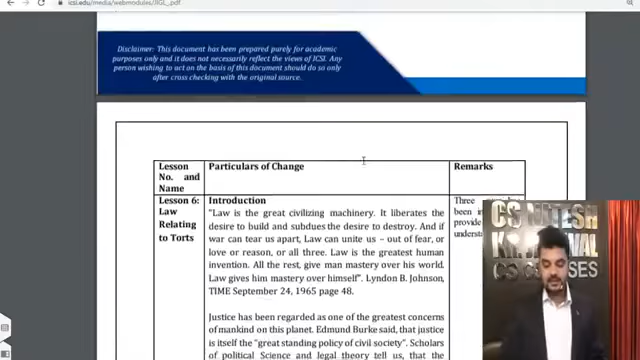 icsi.edu/media/webmodules/JIGL_.pdf
Disclaimer: This document has been prepared purely for academic
purposes only and it does not necessarily reflect the views of ICSI. Any
person wishing to act on the basis of this document should do so only
after cross checking with the original source.
Lesson No. and Name
Particulars of Change
Remarks
Lesson 6: Law Relating to Torts
Introduction
"Law is the great civilizing machinery. It liberates the
desire to build and subdues the desire to destroy. And if
war can tear us apart, Law can unite us – out of fear, or
love or reason, or all three. Law is the greatest human
invention. All the rest, give man mastery over his world.
Law gives him mastery over himself". Lyndon B. Johnson,
TIME September 24, 1965 page 48.
Justice has been regarded as one of the greatest concerns
of mankind on this planet. Edmund Burke said, that justice
is itself the "great standing policy of civil society". Scholars
of political Science and legal theory tell us, that the
Three
been in
provide
CS
CS COURSES